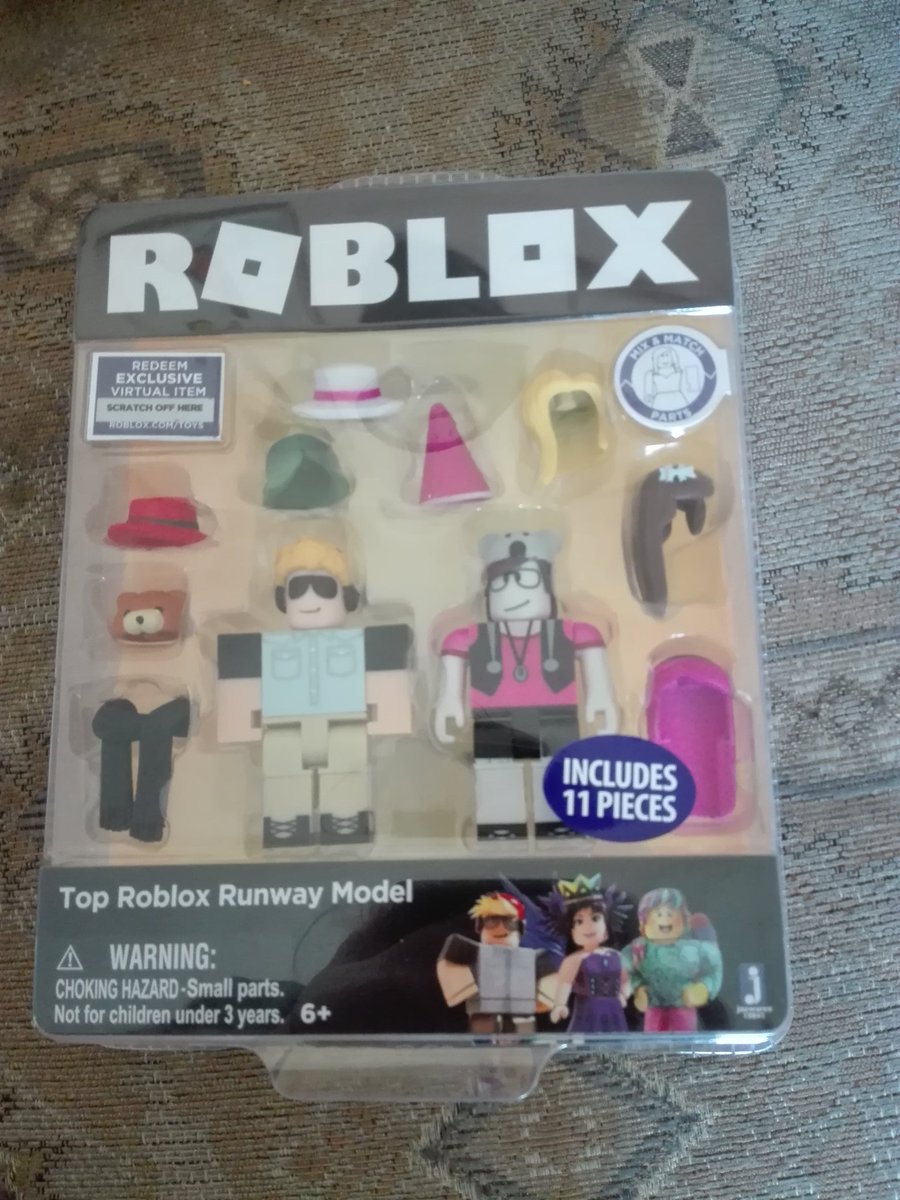 ROBLOX
REDEEM
EXCLUSIVE
VIRTUAL ITEM
SCRATCH OFF HERE
ROBLOX.COM/TOYS
MIX & MATCH
PARTS
INCLUDES
11 PIECES
Top Roblox Runway Model
WARNING:
CHOKING HAZARD-Small parts.
Not for children under 3 years. 6+